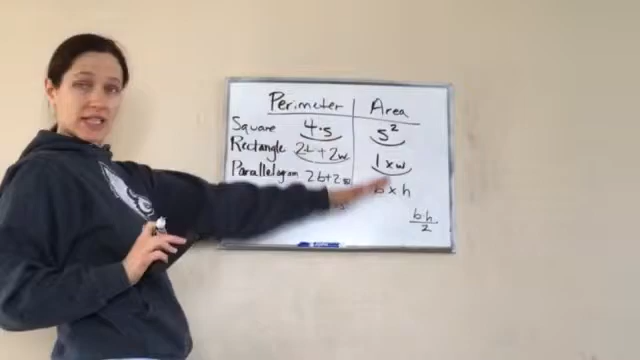 Perimeter Area
Square 4·s s²
Rectangle 2l + 2w l x w
Parallelogram 2b+2s b x h
b·h
2